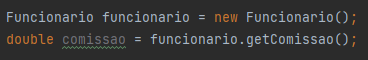 Funcionario funcionario = new Funcionario();
double comissao = funcionario.getComissao();